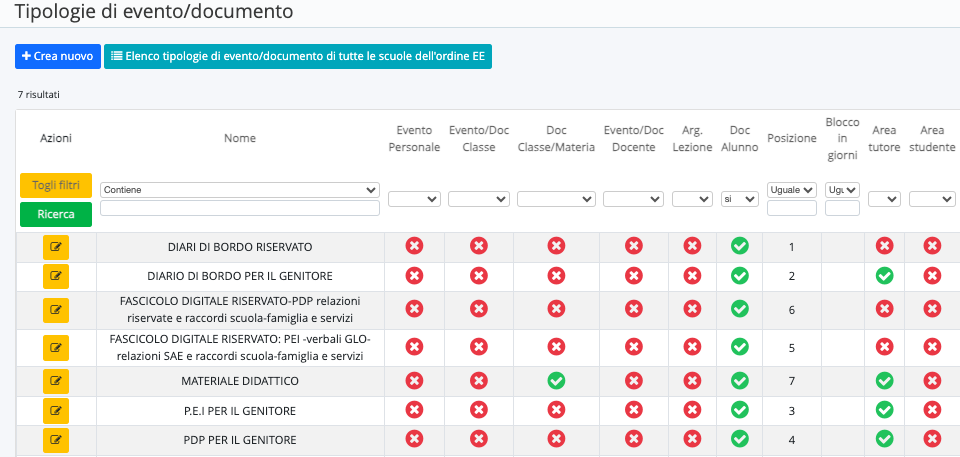 Tipologie di evento/documento
Crea nuovo
Elenco tipologie di evento/documento di tutte le scuole dell'ordine EE
7 risultati
Azioni
Nome
Evento
Personale
Evento/Doc
Classe
Doc
Classe/Materia
Evento/Doc
Docente
Arg.
Lezione
Doc
Alunno
Posizione
Blocco
in
giorni
Area
tutore
Area
studente
Togli filtri
Ricerca
Contiene
si
Uguale
Ugu
DIARI DI BORDO RISERVATO
1
DIARIO DI BORDO PER IL GENITORE
2
FASCICOLO DIGITALE RISERVATO-PDP relazioni
riservate e raccordi scuola-famiglia e servizi
6
FASCICOLO DIGITALE RISERVATO: PEI -verbali GLO-
relazioni SAE e raccordi scuola-famiglia e servizi
5
MATERIALE DIDATTICO
7
P.E.I PER IL GENITORE
3
PDP PER IL GENITORE
4